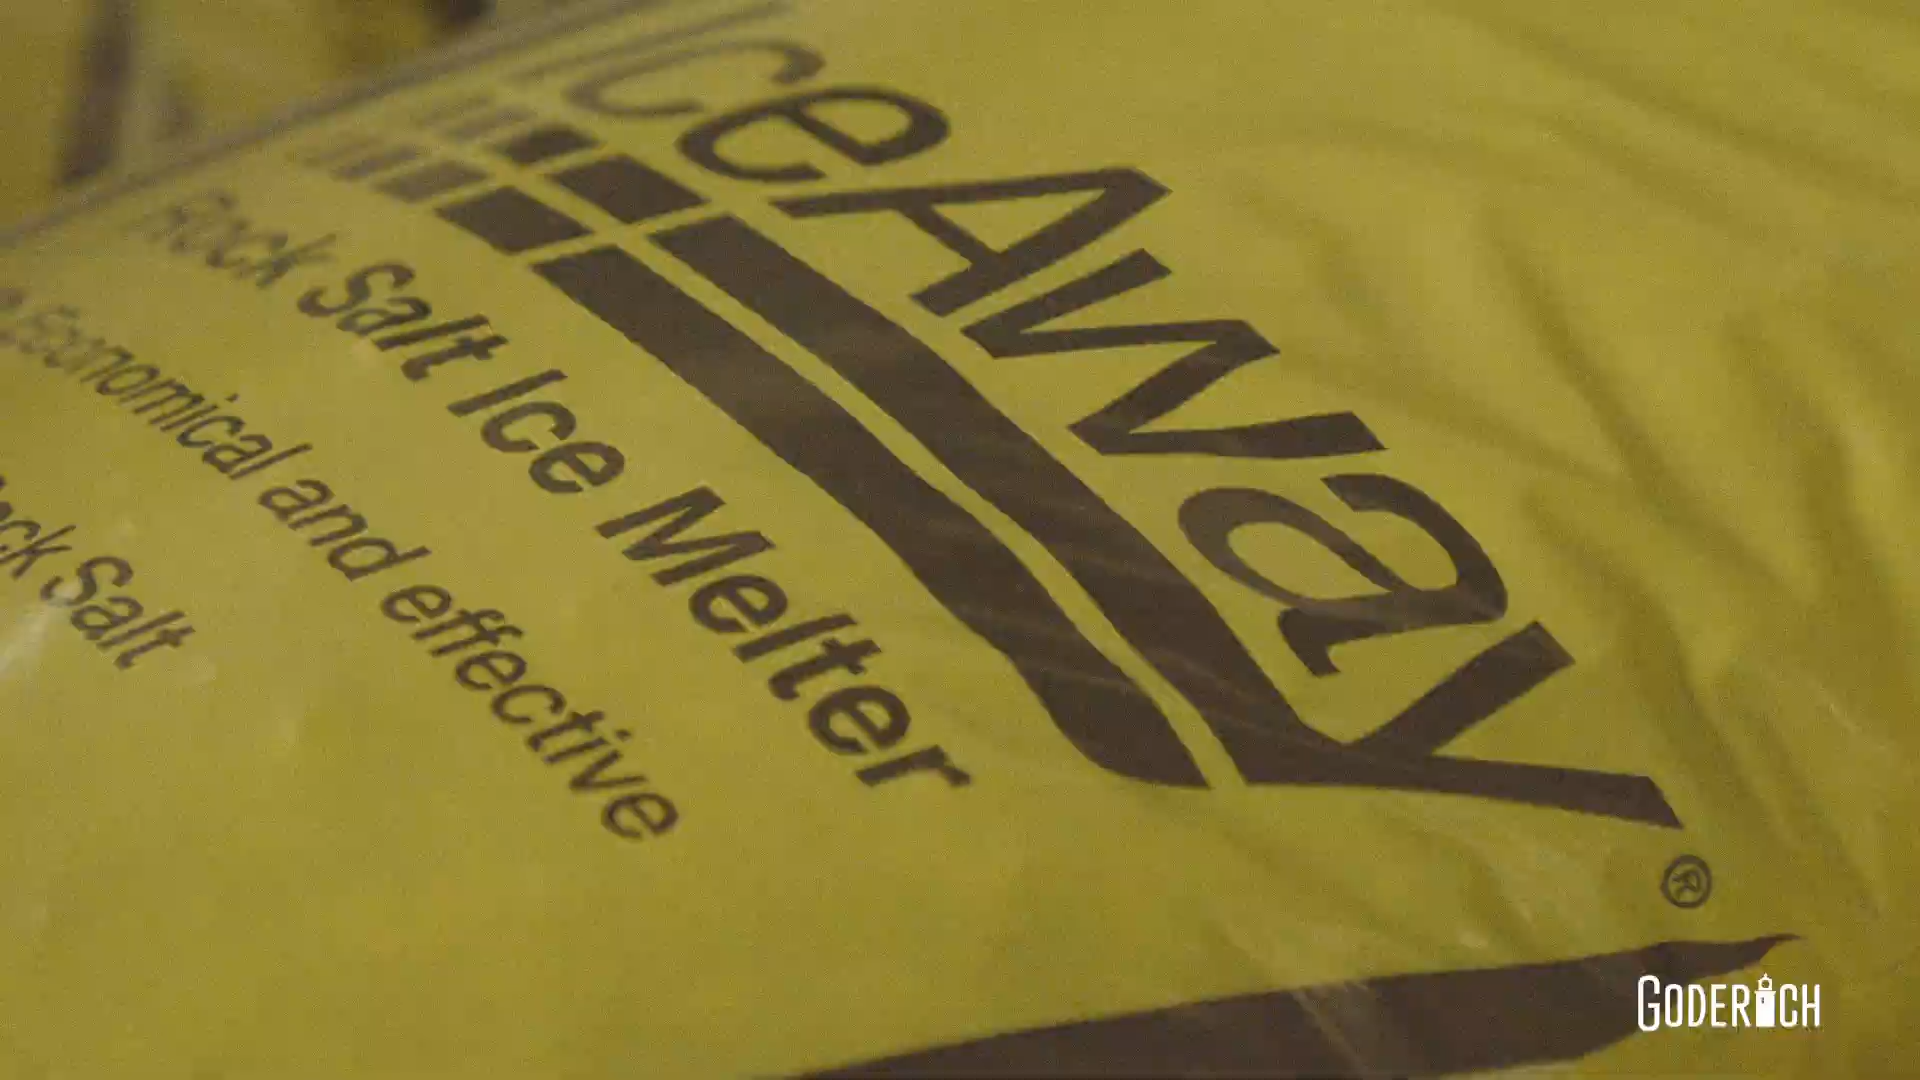 IceAway®
Rock Salt Ice Melter
Economical and effective
Salt
GODERICH